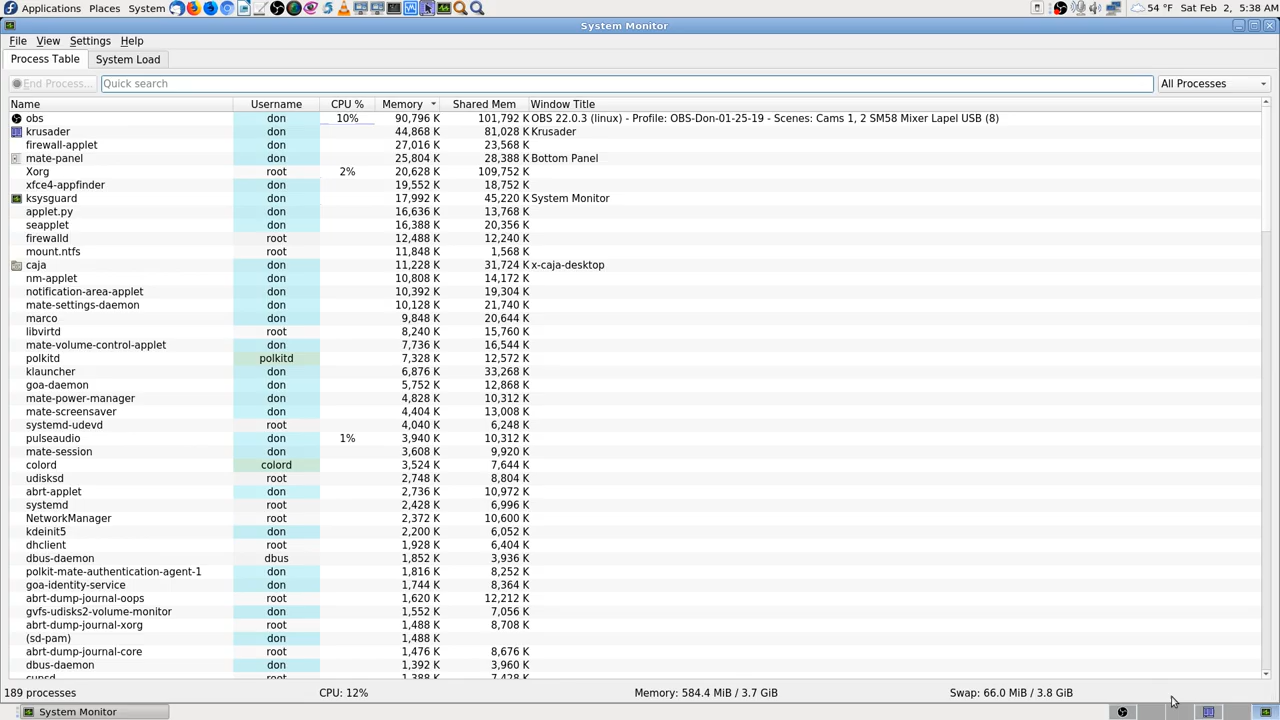 Applications Places System 54 °F Sat Feb 2, 5:38 AM
System Monitor
File View Settings Help
Process Table System Load
End Process... Quick search All Processes
Name Username CPU % Memory Shared Mem Window Title
obs don 10% 90,796 K 101,792 K OBS 22.0.3 (linux) - Profile: OBS-Don-01-25-19 - Scenes: Cams 1, 2 SM58 Mixer Lapel USB (8)
krusader don 44,868 K 81,028 K Krusader
firewall-applet don 27,016 K 23,568 K
mate-panel don 25,804 K 28,388 K Bottom Panel
Xorg root 2% 20,628 K 109,752 K
xfce4-appfinder don 19,552 K 18,752 K
ksysguard don 17,992 K 45,220 K System Monitor
applet.py don 16,636 K 13,768 K
seapplet don 16,388 K 20,356 K
firewalld root 12,488 K 12,240 K
mount.ntfs root 11,848 K 1,568 K
caja don 11,228 K 31,724 K x-caja-desktop
nm-applet don 10,808 K 14,172 K
notification-area-applet don 10,392 K 19,304 K
mate-settings-daemon don 10,128 K 21,740 K
marco don 9,848 K 20,644 K
libvirtd root 8,240 K 15,760 K
mate-volume-control-applet don 7,736 K 16,544 K
polkitd polkitd 7,328 K 12,572 K
klauncher don 6,876 K 33,268 K
goa-daemon don 5,752 K 12,868 K
mate-power-manager don 4,828 K 10,312 K
mate-screensaver don 4,404 K 13,008 K
systemd-udevd root 4,040 K 6,248 K
pulseaudio don 1% 3,940 K 10,312 K
mate-session don 3,608 K 9,920 K
colord colord 3,524 K 7,644 K
udisksd root 2,748 K 8,804 K
abrt-applet don 2,736 K 10,972 K
systemd root 2,428 K 6,996 K
NetworkManager root 2,372 K 10,600 K
kdeinit5 don 2,200 K 6,052 K
dhclient root 1,928 K 6,404 K
dbus-daemon dbus 1,852 K 3,936 K
polkit-mate-authentication-agent-1 don 1,816 K 8,252 K
goa-identity-service don 1,744 K 8,364 K
abrt-dump-journal-oops root 1,620 K 12,212 K
gvfs-udisks2-volume-monitor don 1,552 K 7,056 K
abrt-dump-journal-xorg root 1,488 K 8,708 K
(sd-pam) don 1,488 K
abrt-dump-journal-core root 1,476 K 8,676 K
dbus-daemon don 1,392 K 3,960 K
cupsd root 1,388 K 7,428 K
189 processes CPU: 12% Memory: 584.4 MiB / 3.7 GiB Swap: 66.0 MiB / 3.8 GiB
System Monitor